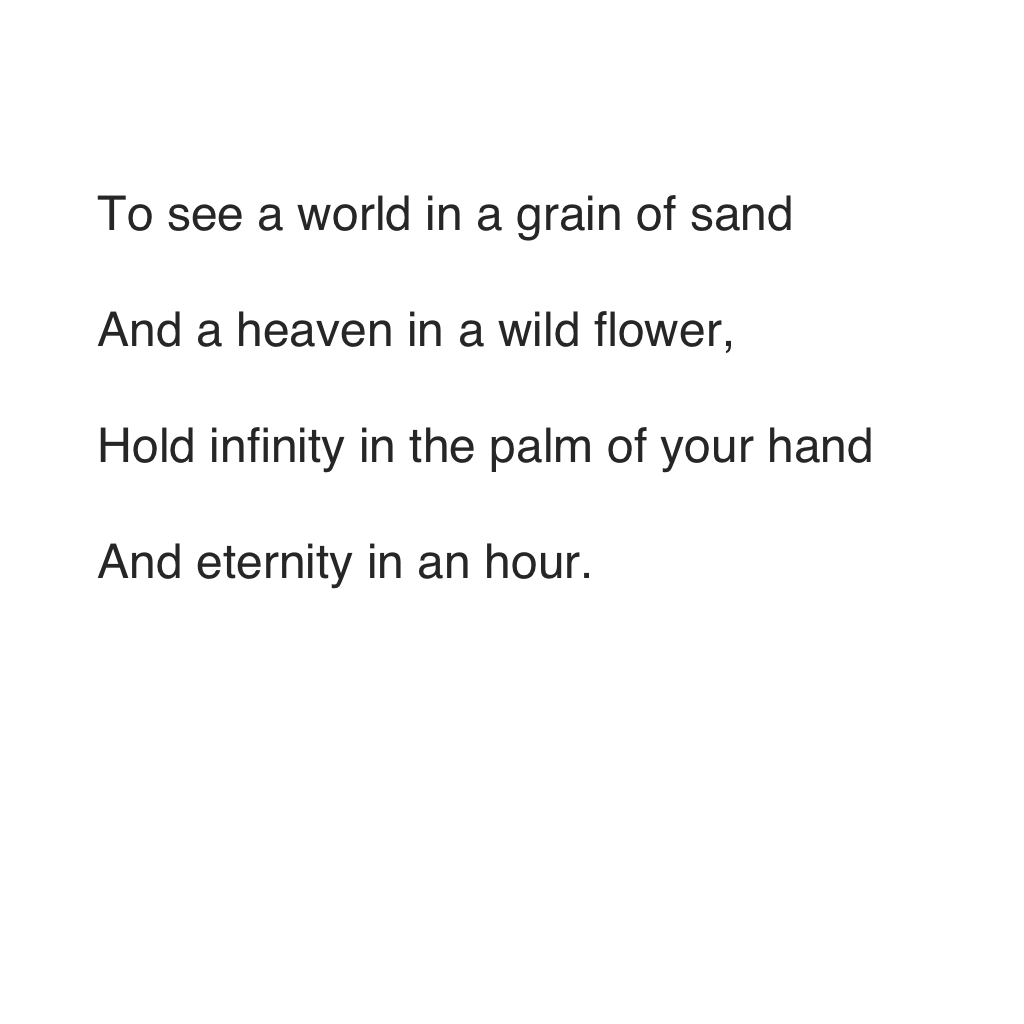 To see a world in a grain of sand
And a heaven in a wild flower,
Hold infinity in the palm of your hand
And eternity in an hour.